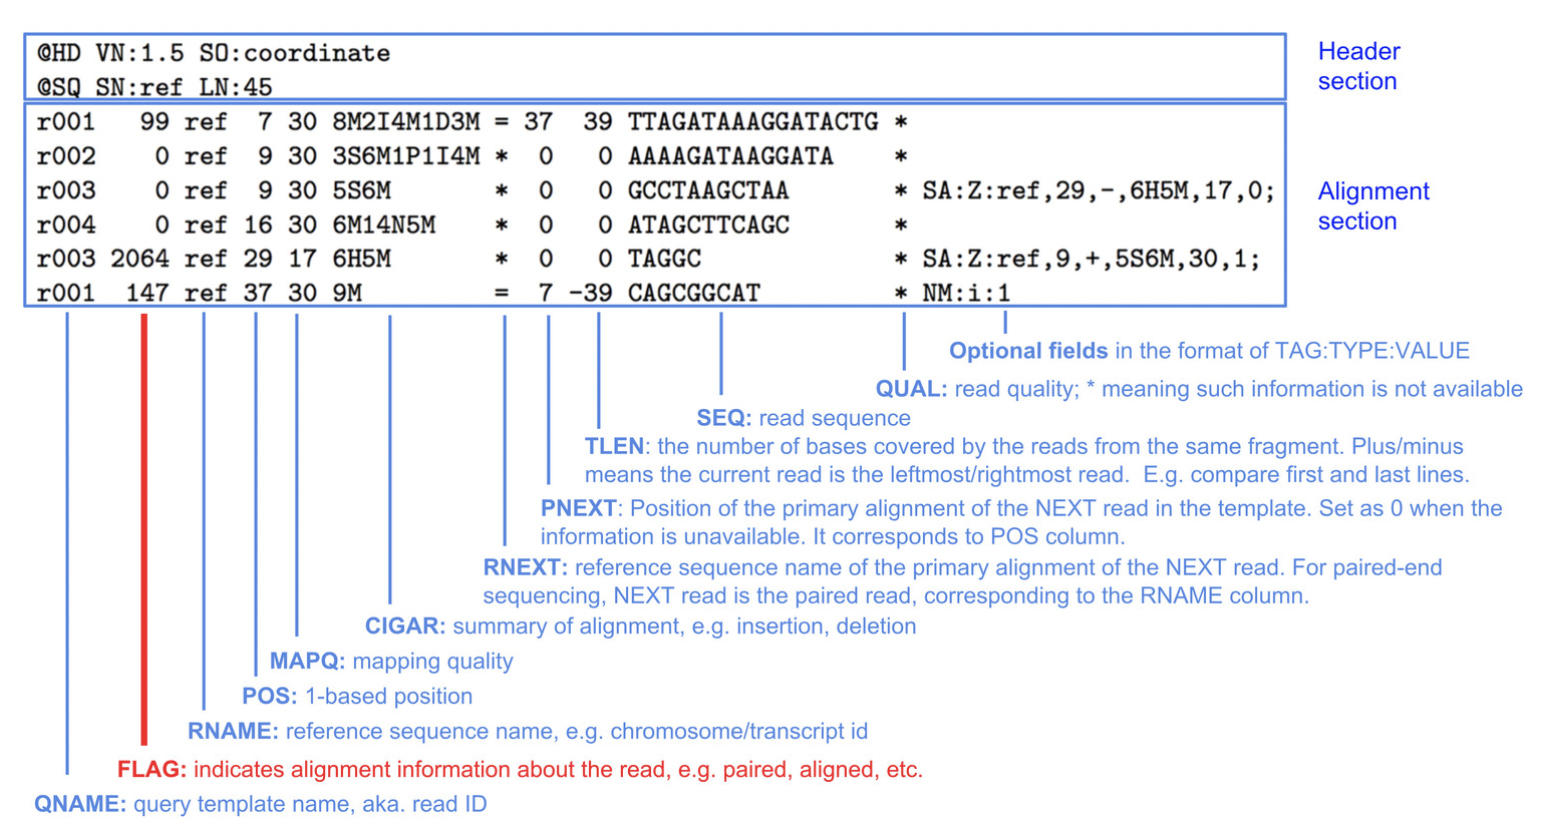 @HD VN:1.5 SO:coordinate
@SQ SN:ref LN:45
Header
section
r001 99 ref 7 30 8M2I4M1D3M = 37 39 TTAGATAAAGGATACTG *
r002 0 ref 9 30 3S6M1P1I4M * 0 0 AAAAGATAAGGATA *
r003 0 ref 9 30 5S6M * 0 0 GCCTAAGCTAA * SA:Z:ref,29,-,6H5M,17,0;
r004 0 ref 16 30 6M14N5M * 0 0 ATAGCTTCAGC *
r003 2064 ref 29 17 6H5M * 0 0 TAGGC * SA:Z:ref,9,+,5S6M,30,1;
r001 147 ref 37 30 9M = 7 -39 CAGCGGCAT * NM:i:1
Alignment
section
Optional fields in the format of TAG:TYPE:VALUE
QUAL: read quality; * meaning such information is not available
SEQ: read sequence
TLEN: the number of bases covered by the reads from the same fragment. Plus/minus
means the current read is the leftmost/rightmost read. E.g. compare first and last lines.
PNEXT: Position of the primary alignment of the NEXT read in the template. Set as 0 when the
information is unavailable. It corresponds to POS column.
RNEXT: reference sequence name of the primary alignment of the NEXT read. For paired-end
sequencing, NEXT read is the paired read, corresponding to the RNAME column.
CIGAR: summary of alignment, e.g. insertion, deletion
MAPQ: mapping quality
POS: 1-based position
RNAME: reference sequence name, e.g. chromosome/transcript id
FLAG: indicates alignment information about the read, e.g. paired, aligned, etc.
QNAME: query template name, aka. read ID